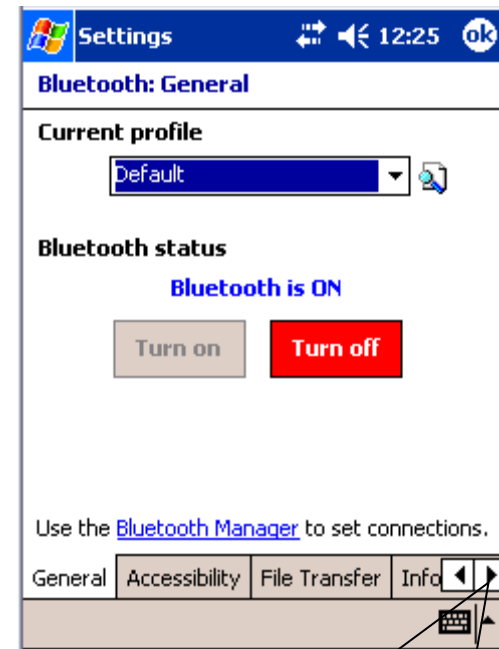 Settings 12:25 ok
Bluetooth: General
Current profile
Default
Bluetooth status
Bluetooth is ON
Turn on Turn off
Use the Bluetooth Manager to set connections.
General Accessibility File Transfer Info